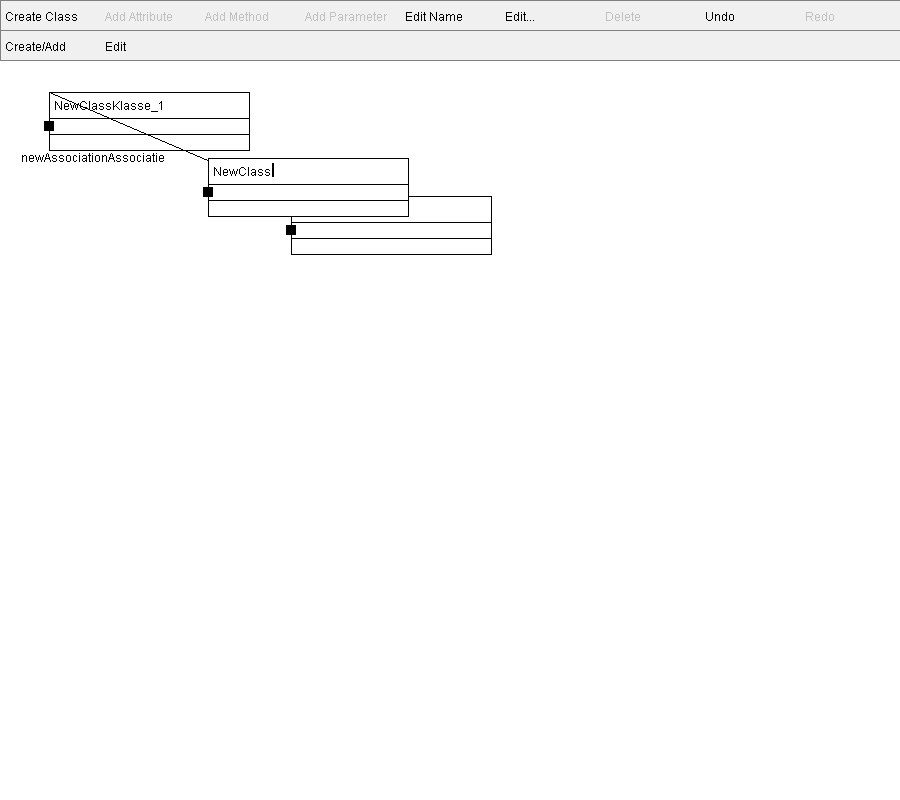 Create Class Add Attribute Add Method Add Parameter Edit Name Edit... Delete Undo Redo
Create/Add Edit
NewClassKlasse_1
newAssociationAssociatie
NewClass